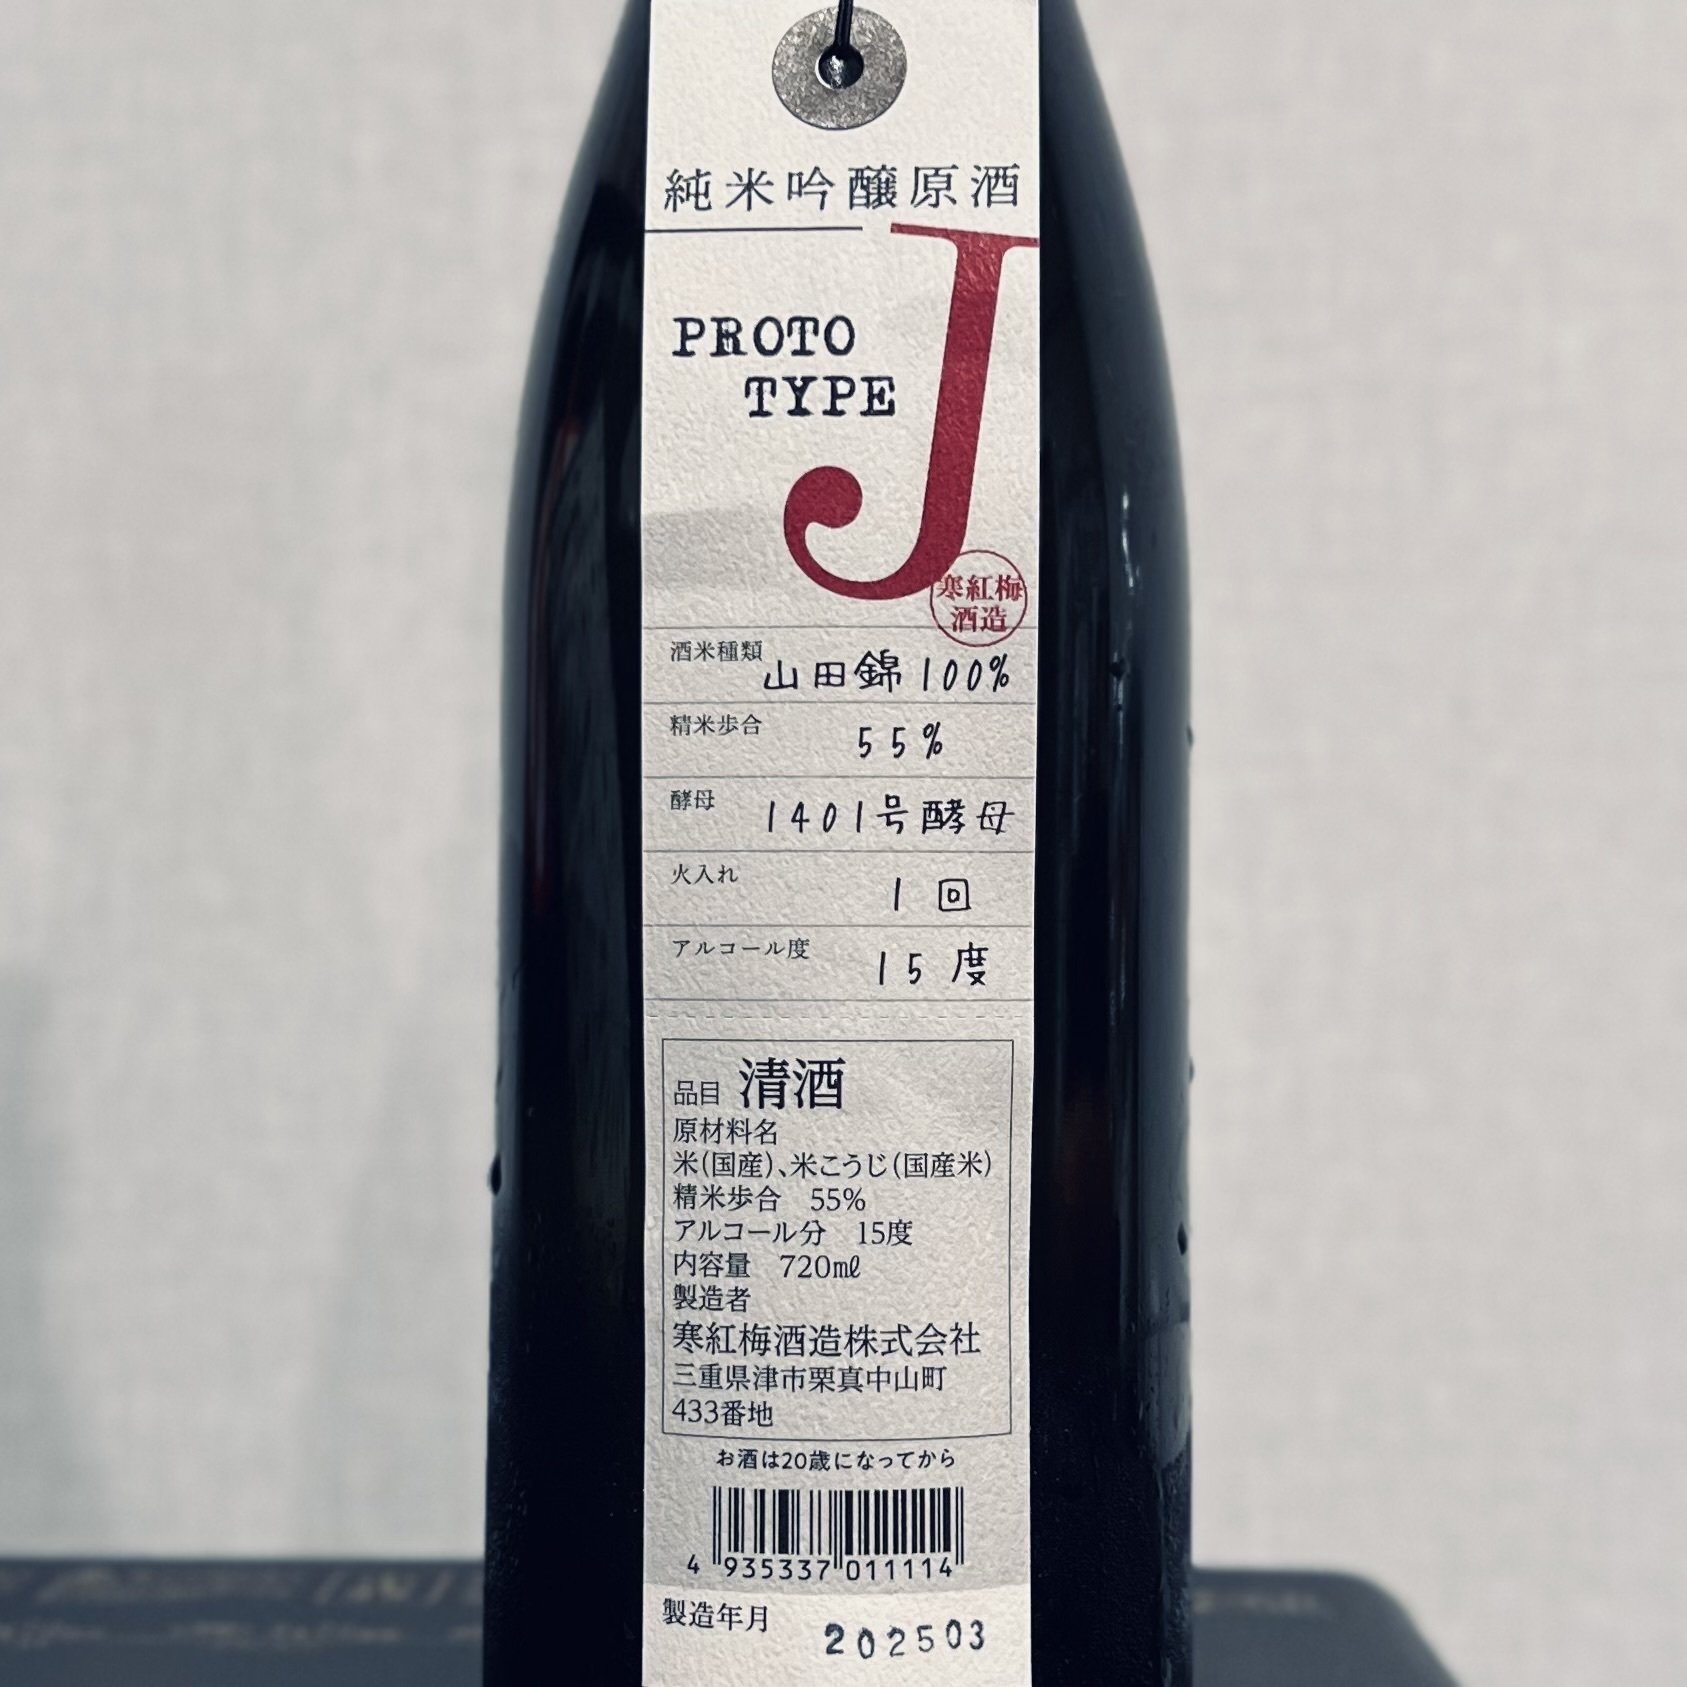 純米吟醸原酒
J
PROTO
TYPE
寒紅梅
酒造
酒米種類 山田錦100%
精米歩合 55%
酵母 1401号酵母
火入れ 1回
アルコール度 15度
品目 清酒
原材料名
米(国産)、米こうじ(国産米)
精米歩合 55%
アルコール分 15度
内容量 720㎖
製造者
寒紅梅酒造株式会社
三重県津市栗真中山町
433番地
お酒は20歳になってから
4 935337 011114
製造年月 202503